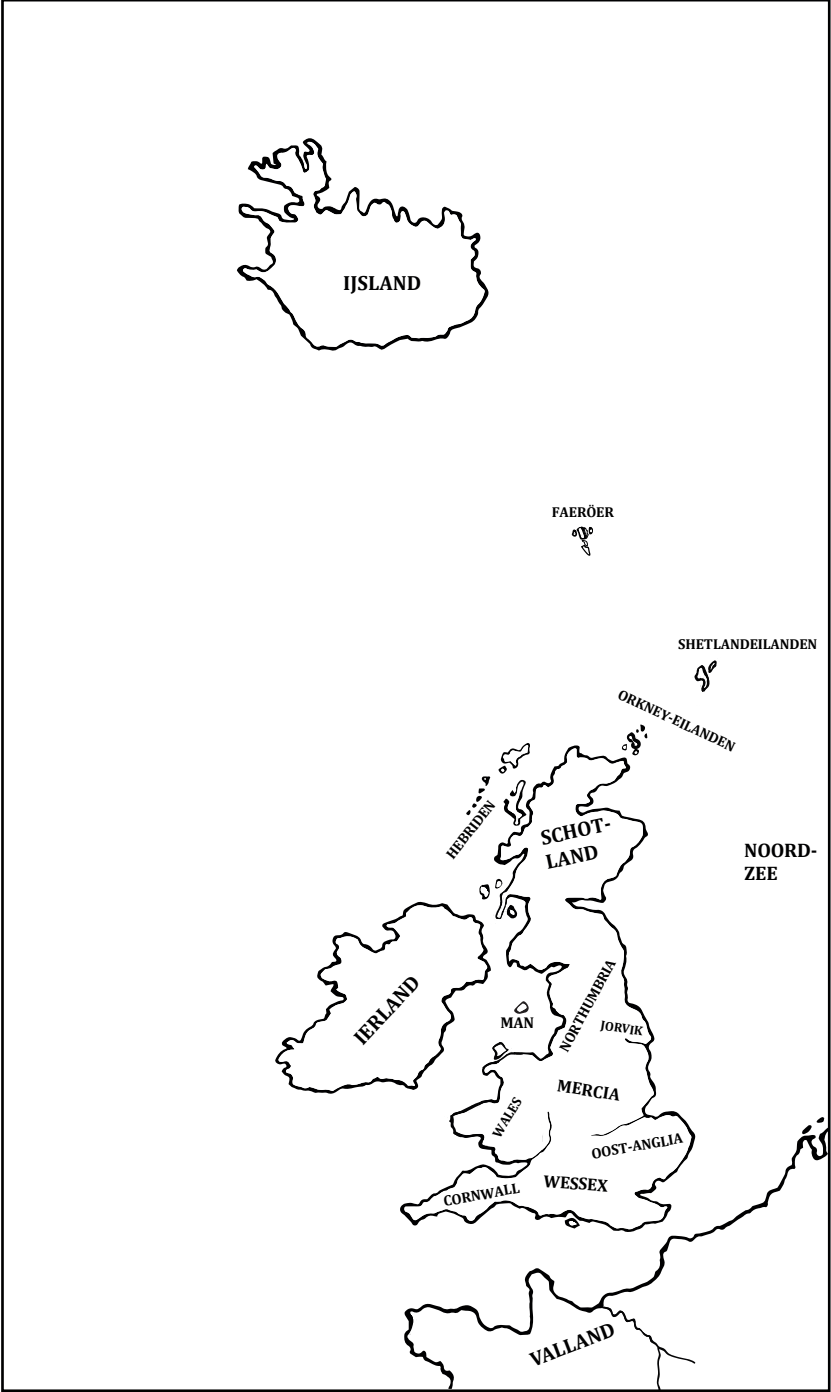 IJSLAND
FAERÖER
SHETLANDEILANDEN
ORKNEY-EILANDEN
HEBRIDEN
SCHOT-
LAND
NOORD-
ZEE
IERLAND
NORTHUMBRIA
MAN
JORVIK
MERCIA
WALES
OOST-ANGLIA
CORNWALL
WESSEX
VALLAND